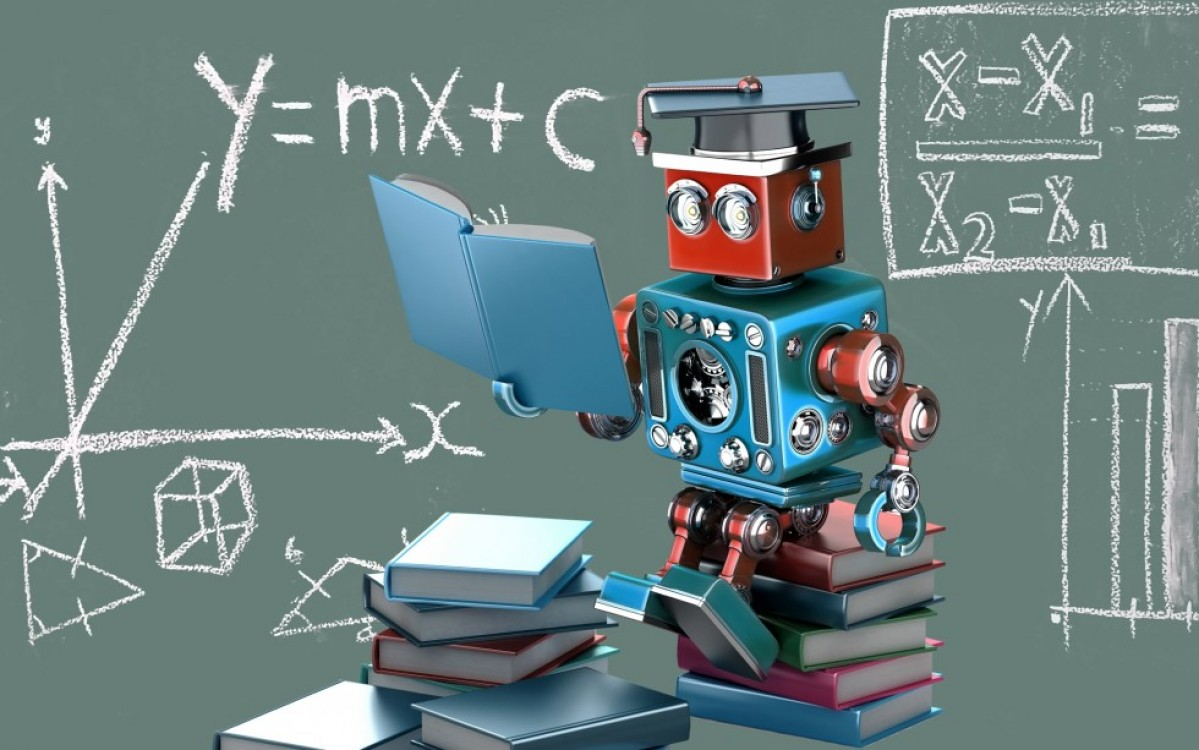 y
y = mx + c
x - x₁ =
x₂ - x₁
y
x